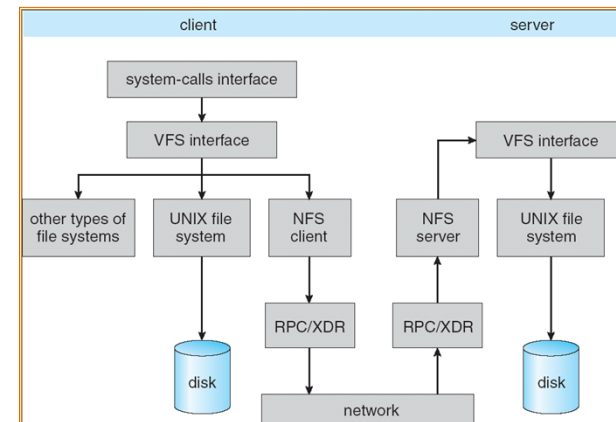 client
server
system-calls interface
VFS interface
VFS interface
other types of
file systems
UNIX file
system
NFS
client
NFS
server
UNIX file
system
RPC/XDR
RPC/XDR
disk
disk
network